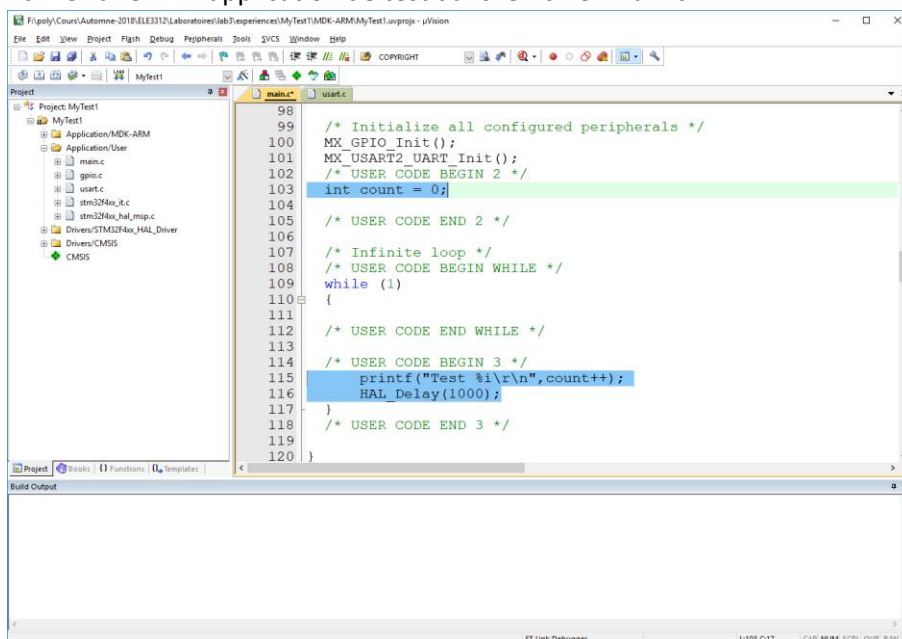 F:\poly\Cours\Automne-2018\ELE3312\Laboratoires\lab3\experiences\MyTest1\MDK-ARM\MyTest1.uvprojx - µVision
File Edit View Project Flash Debug Peripherals Tools SVCS Window Help
COPYRIGHT
MyTest1
Project
main.c* usart.c
Project: MyTest1
MyTest1
Application/MDK-ARM
Application/User
main.c
gpio.c
usart.c
stm32f4xx_it.c
stm32f4xx_hal_msp.c
Drivers/STM32F4xx_HAL_Driver
Drivers/CMSIS
CMSIS
98
99 /* Initialize all configured peripherals */
100 MX_GPIO_Init();
101 MX_USART2_UART_Init();
102 /* USER CODE BEGIN 2 */
103 int count = 0;
104
105 /* USER CODE END 2 */
106
107 /* Infinite loop */
108 /* USER CODE BEGIN WHILE */
109 while (1)
110 {
111
112 /* USER CODE END WHILE */
113
114 /* USER CODE BEGIN 3 */
115 printf("Test %i\r\n",count++);
116 HAL_Delay(1000);
117 }
118 /* USER CODE END 3 */
119
120 }
Project Books {} Functions Templates
Build Output
ST-Link Debugger L:103 C:17 CAP NUM SCRL OVR R/W